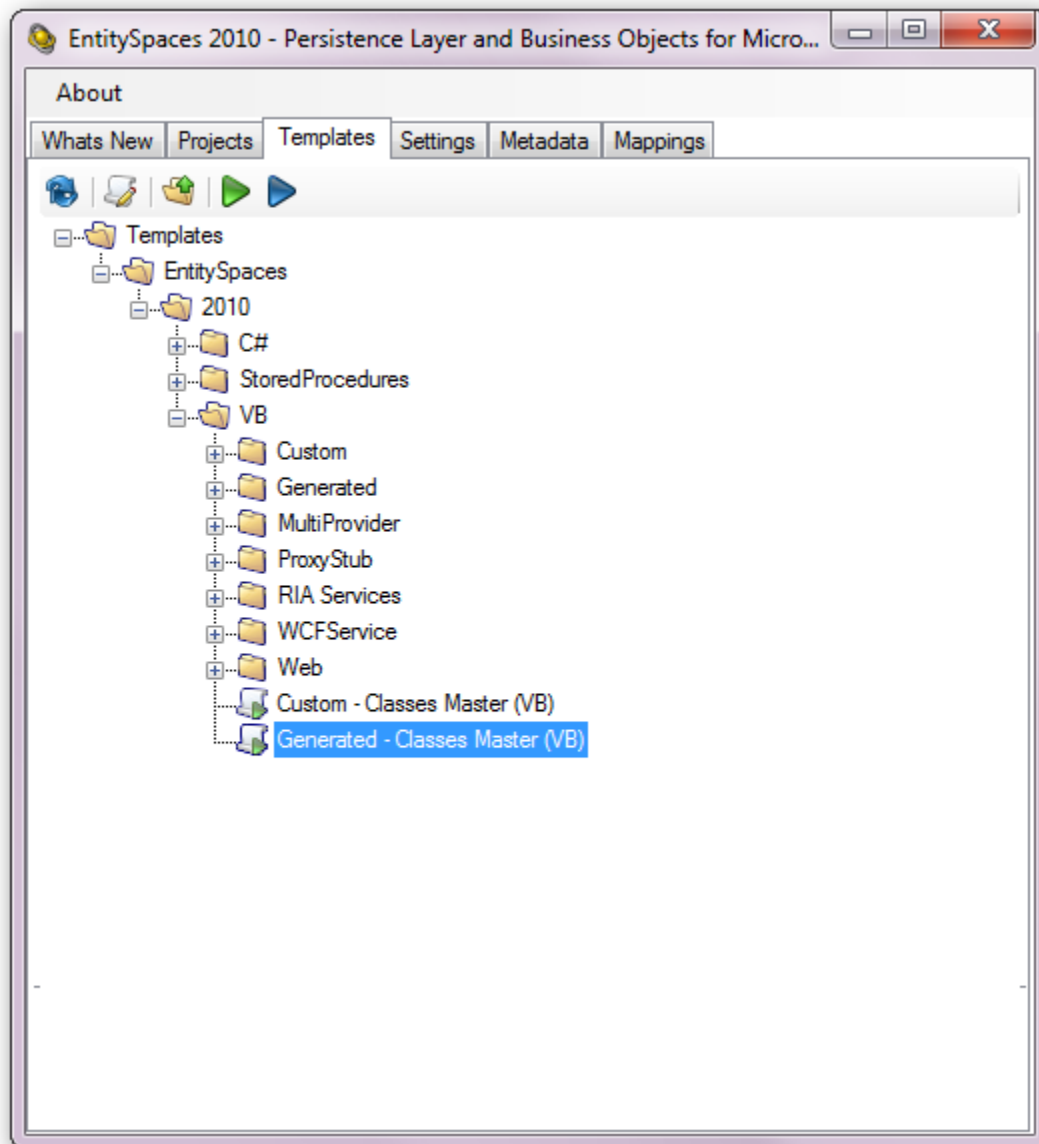 EntitySpaces 2010 - Persistence Layer and Business Objects for Micro...
About
Whats New Projects Templates Settings Metadata Mappings
Templates
EntitySpaces
2010
C#
StoredProcedures
VB
Custom
Generated
MultiProvider
ProxyStub
RIA Services
WCFService
Web
Custom - Classes Master (VB)
Generated - Classes Master (VB)